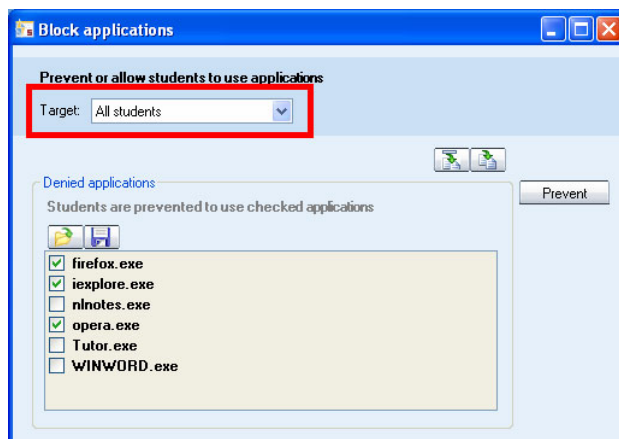 Block applications
Prevent or allow students to use applications
Target: All students
Denied applications
Prevent
Students are prevented to use checked applications
firefox.exe
iexplore.exe
nlnotes.exe
opera.exe
Tutor.exe
WINWORD.exe